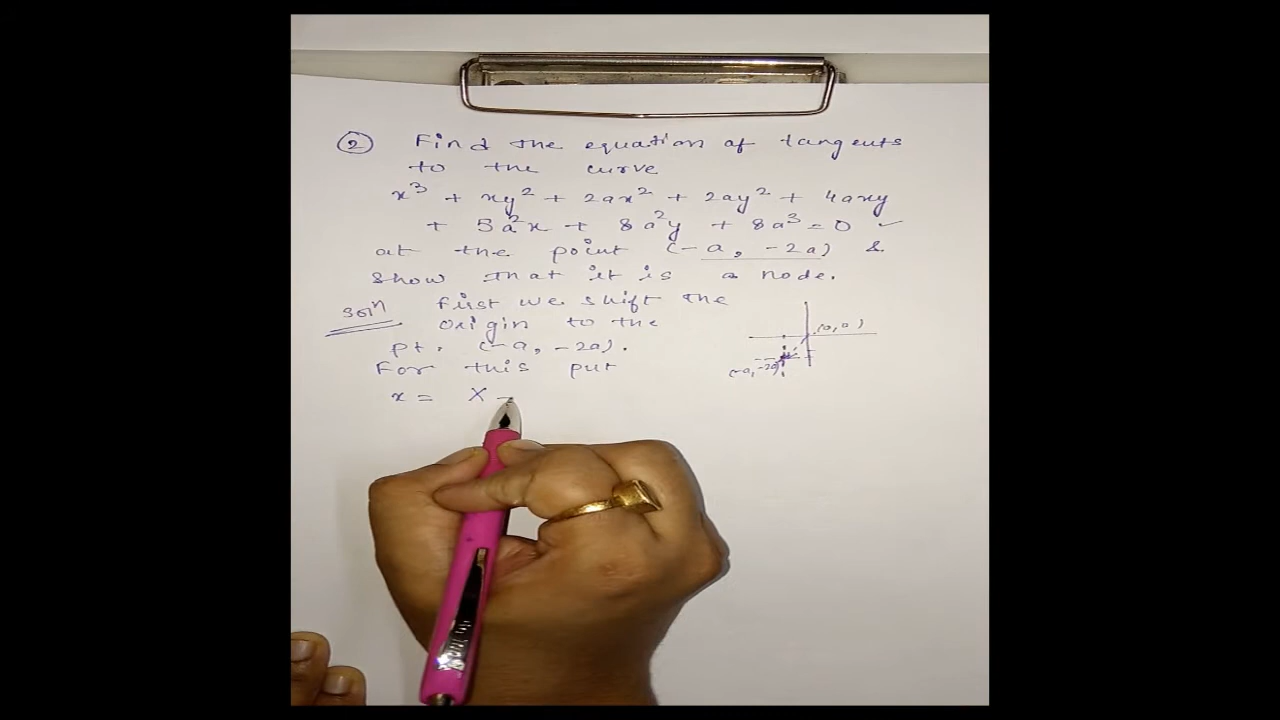 ② Find the equation of tangents
to the curve
x³ + xy² + 2ax² + 2ay² + 4axy
+ 5a²x + 8a²y + 8a³ = 0 ✓
at the point (-a, -2a) &
show that it is a node.
Solⁿ First we shift the
origin to the
pt. (-a, -2a).
(0,0)
(-a,-2a)
For this put
x = X -